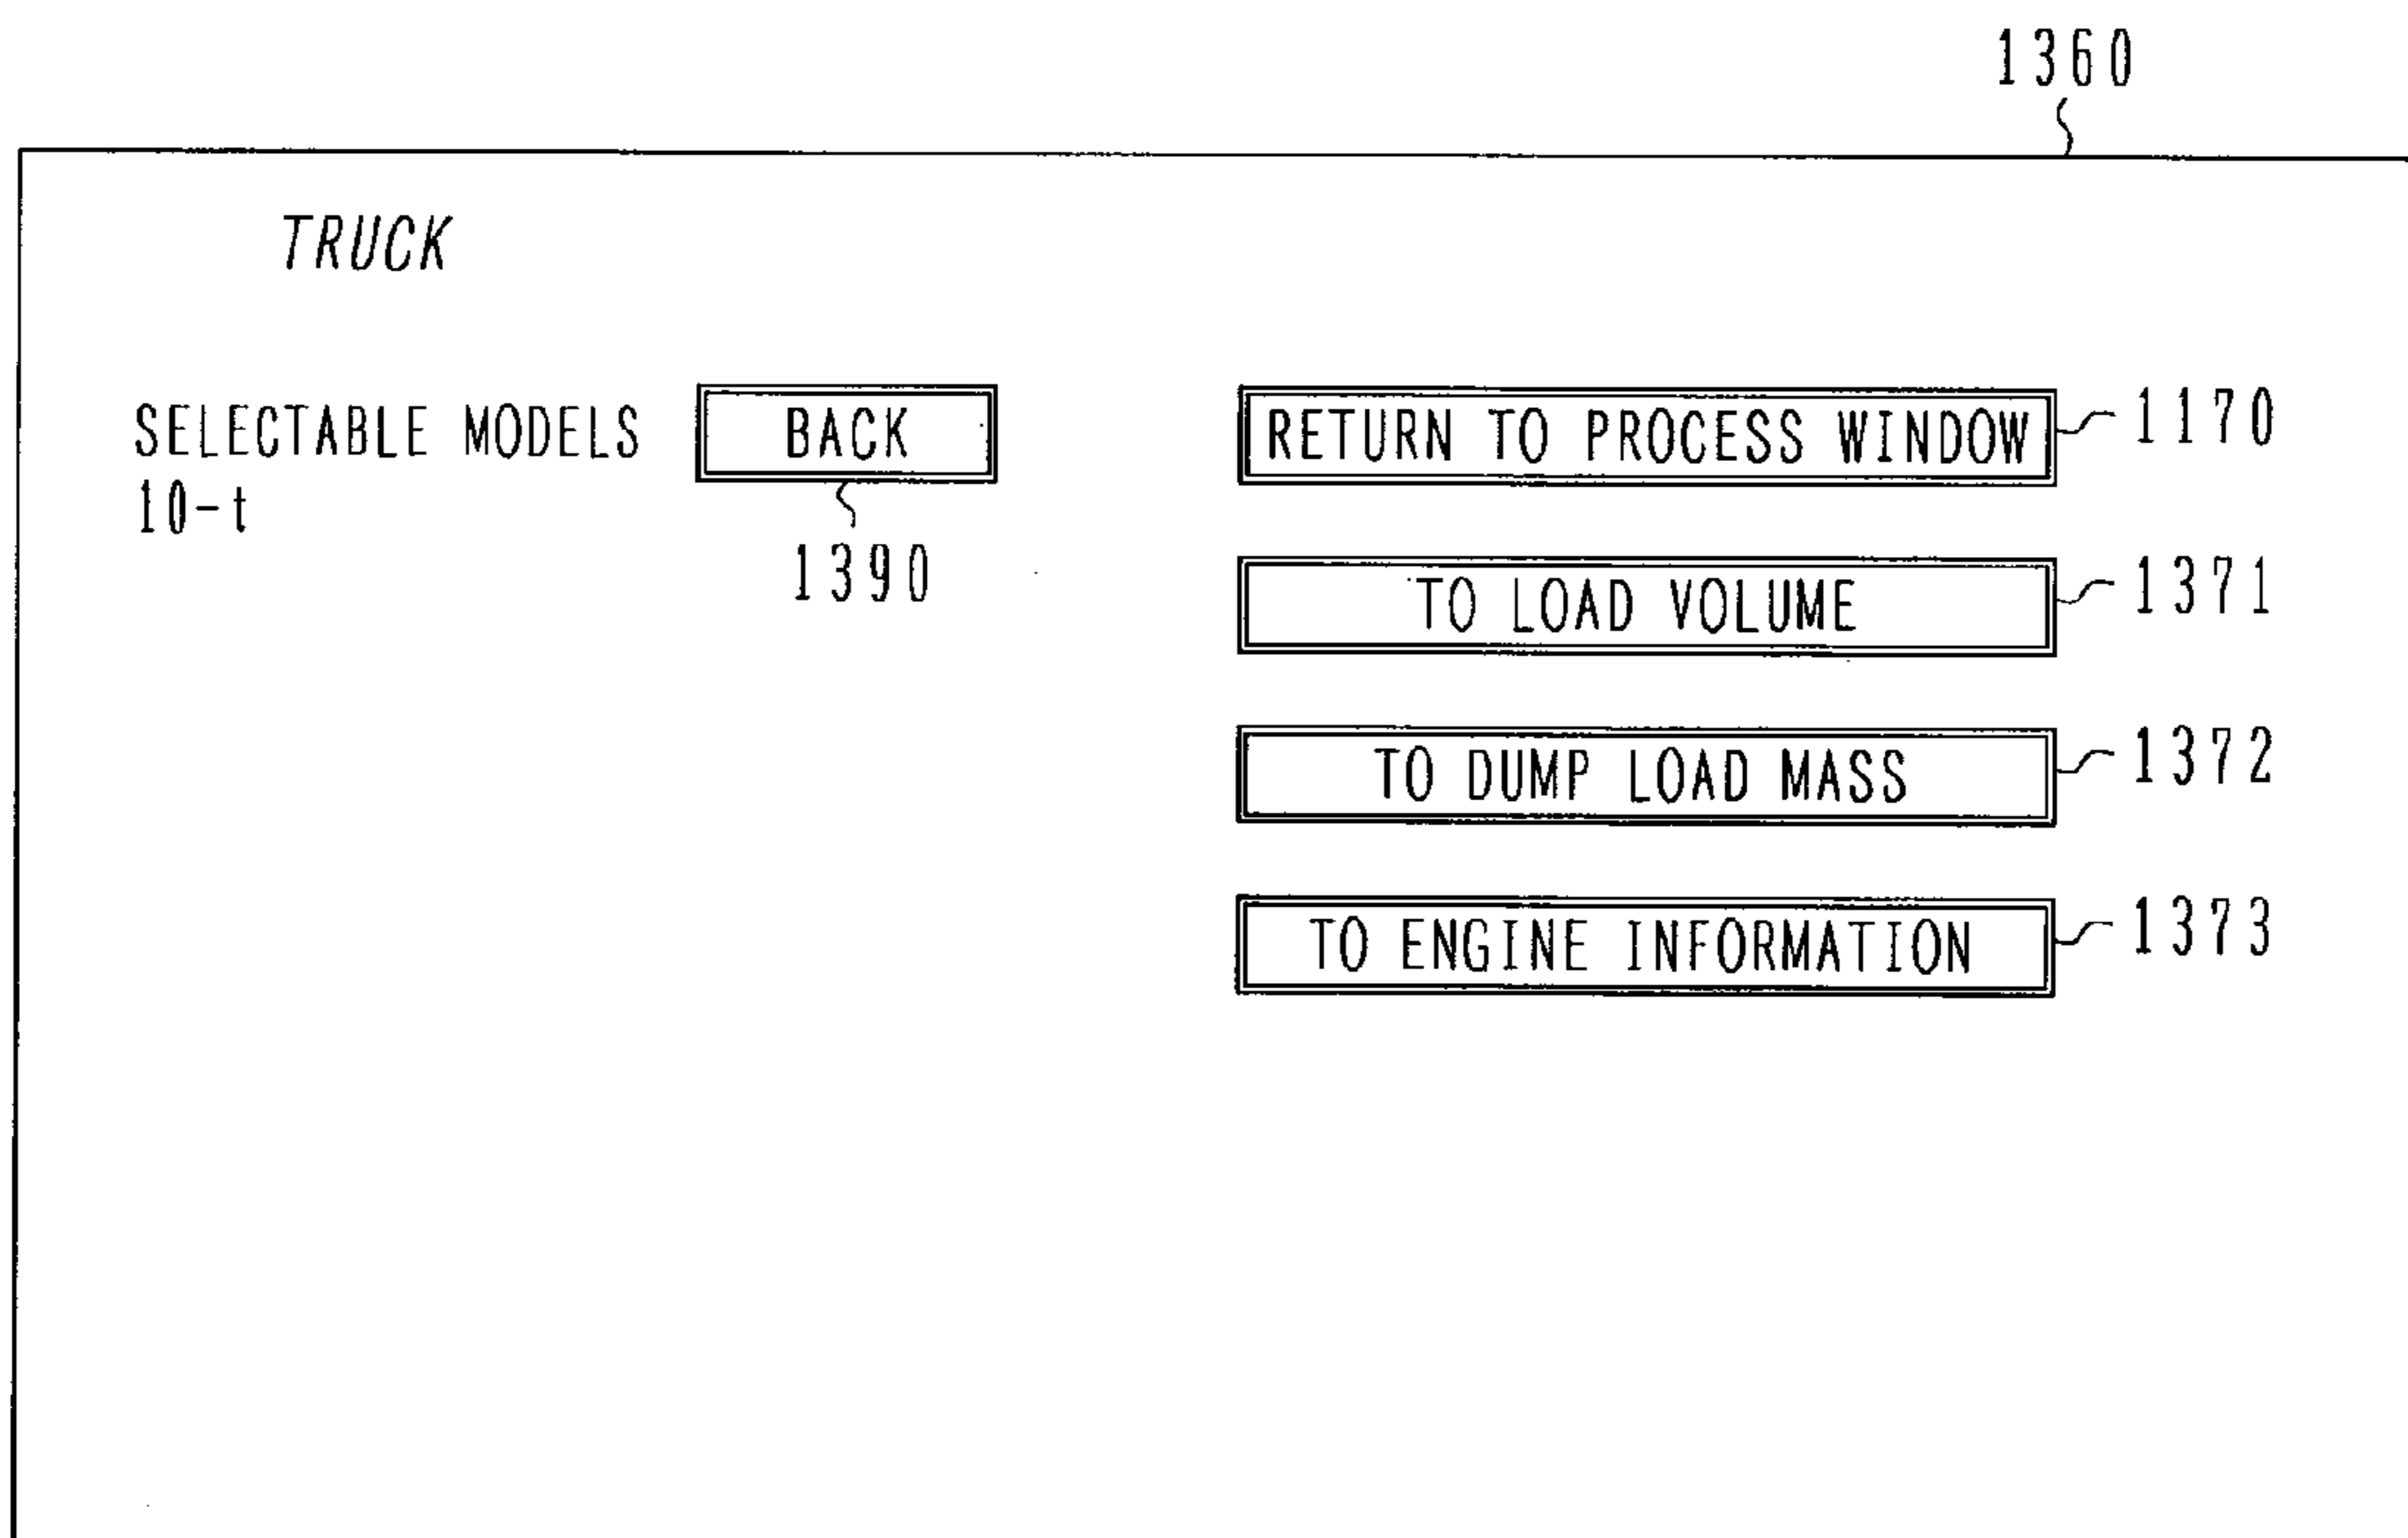 1360
TRUCK
SELECTABLE MODELS
10-t
BACK
1390
RETURN TO PROCESS WINDOW
1170
TO LOAD VOLUME
1371
TO DUMP LOAD MASS
1372
TO ENGINE INFORMATION
1373